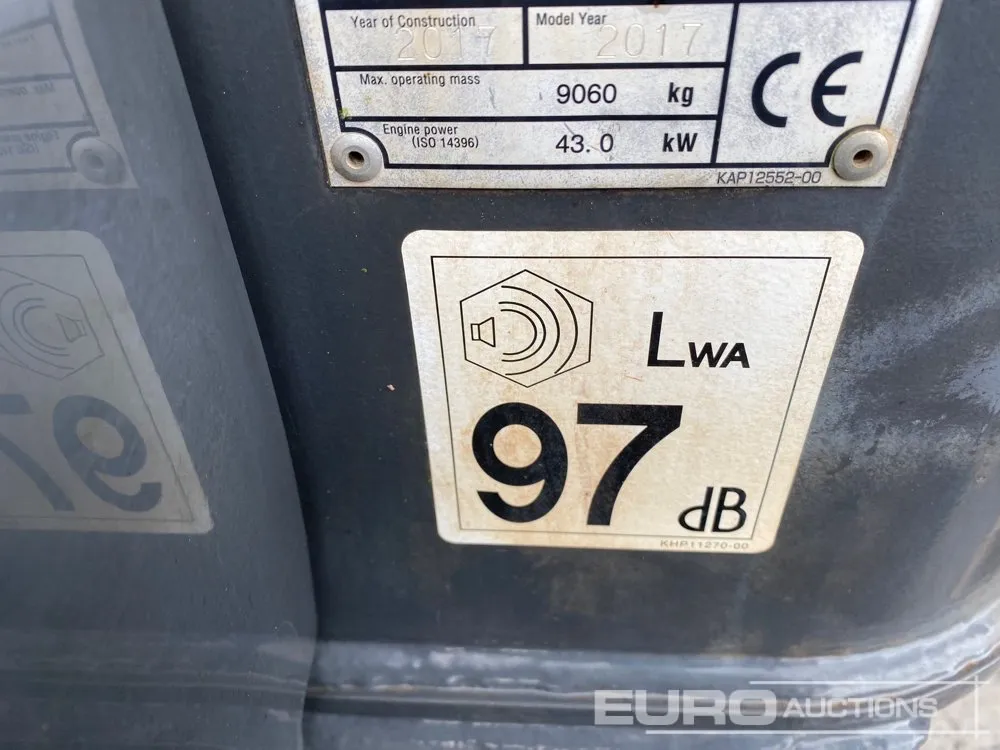 Year of Construction 2017 Model Year 2017
Max. operating mass 9060 kg
Engine power
(ISO 14396) 43.0 kW
CE
KAP12552-00
LWA
97 dB
KHP11270-00
EURO AUCTIONS